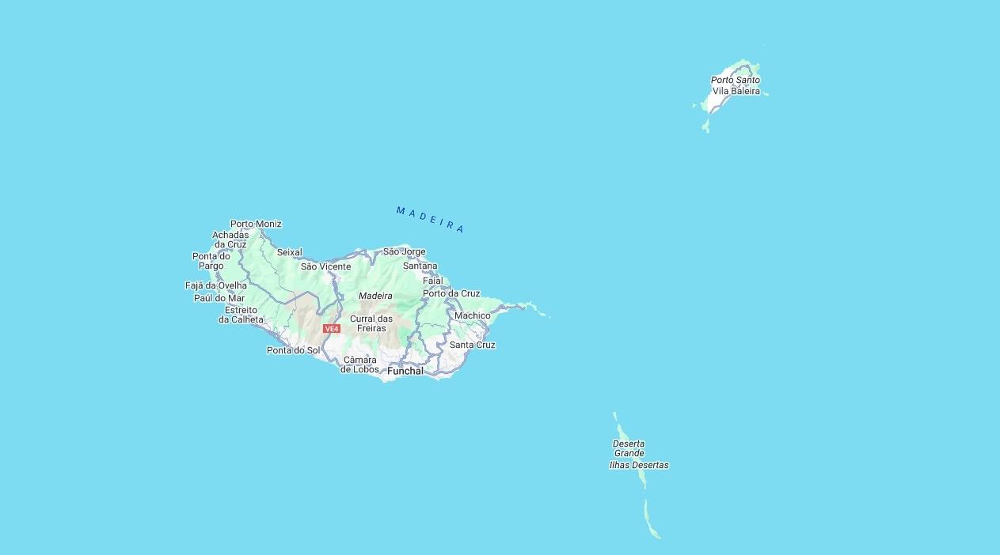 Porto Santo
Vila Baleira
MADEIRA
Porto Moniz
Achadas
da Cruz
Seixal
São Jorge
Ponta do
Pargo
São Vicente
Santana
Faial
Fajã da Ovelha
Porto da Cruz
Paúl do Mar
Madeira
Estreito
da Calheta
Curral das
Freiras
Machico
VE4
Ponta do Sol
Santa Cruz
Câmara
de Lobos
Funchal
Deserta
Grande
Ilhas Desertas